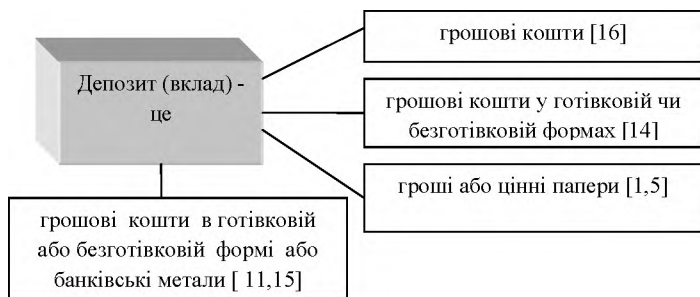 Депозит (вклад) -
це
грошові кошти [16]
грошові кошти у готівковій чи
безготівковій формах [14]
гроші або цінні папери [1,5]
грошові кошти в готівковій
або безготівковій формі або
банківські метали [ 11,15]